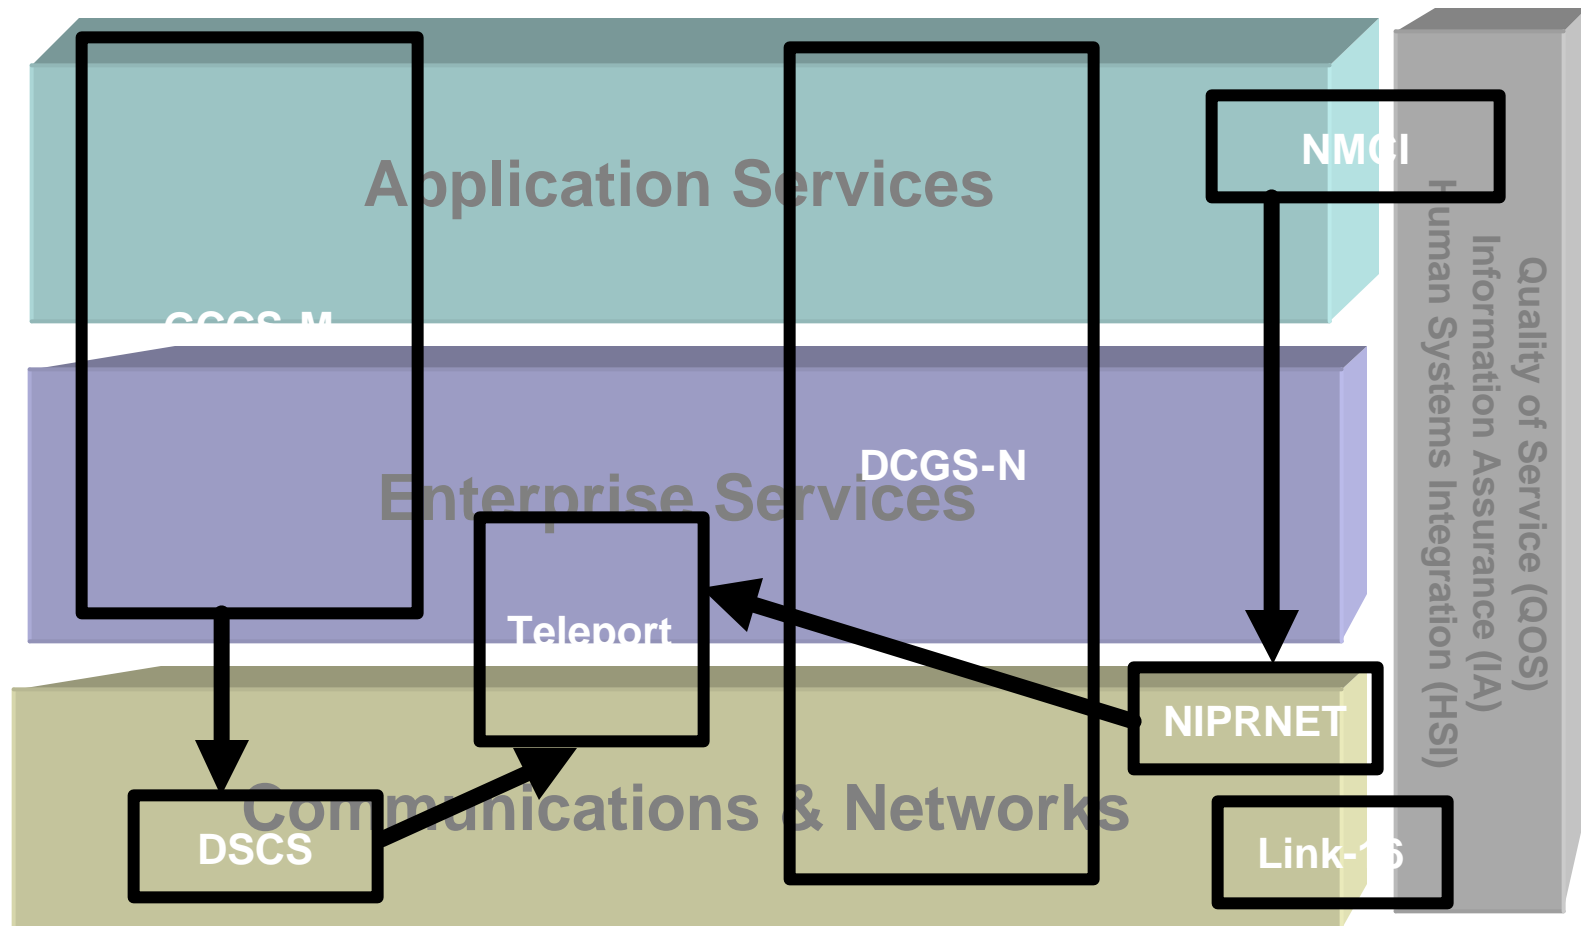 NMCI
Application Services
GCCS-M
DCGS-N
Enterprise Services
Teleport
NIPRNET
Communications & Networks
DSCS
Link-16
Quality of Service (QOS)
Information Assurance (IA)
Human Systems Integration (HSI)